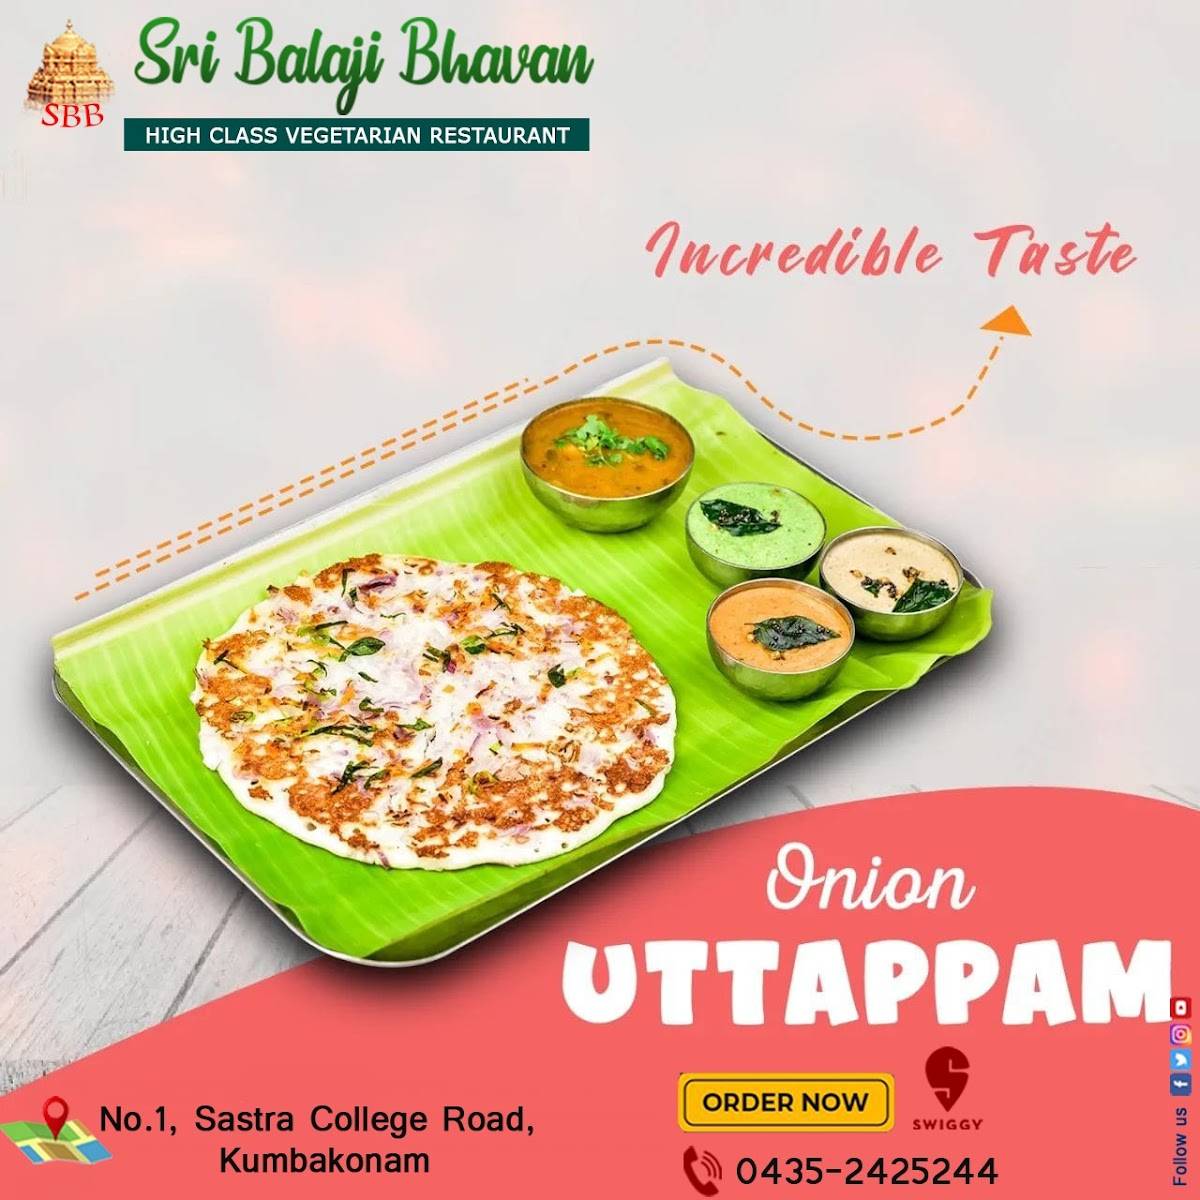 Sri Balaji Bhavan
SBB
HIGH CLASS VEGETARIAN RESTAURANT
Incredible Taste
Onion
UTTAPPAM
No.1, Sastra College Road,
Kumbakonam
ORDER NOW
SWIGGY
0435-2425244
Follow us